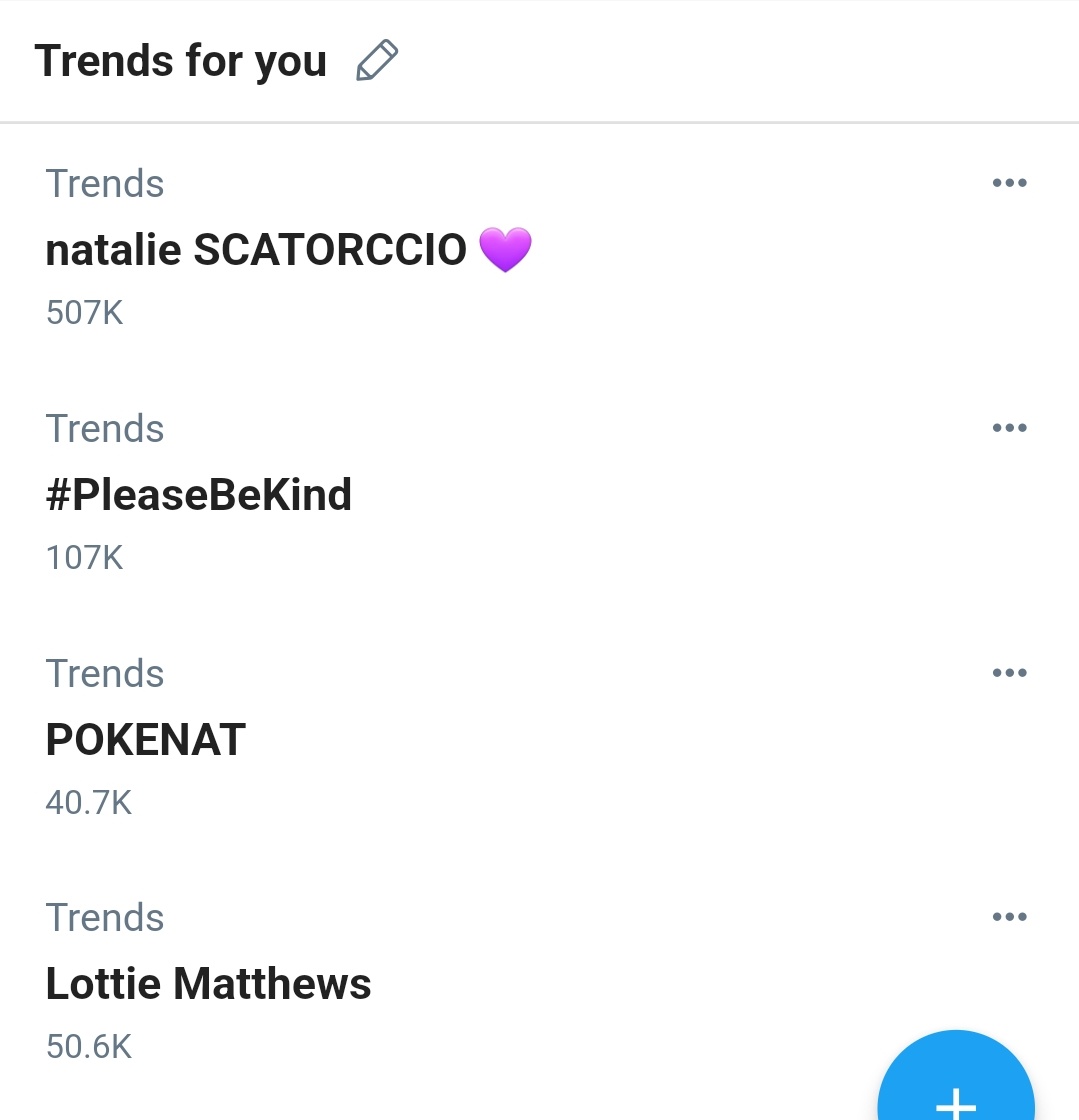 Trends for you
Trends
natalie SCATORCCIO 💜
507K
Trends
#PleaseBeKind
107K
Trends
POKENAT
40.7K
Trends
Lottie Matthews
50.6K